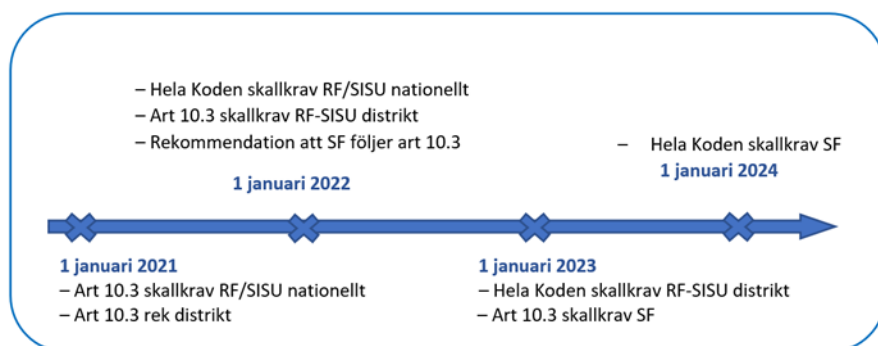 – Hela Koden skallkrav RF/SISU nationellt
– Art 10.3 skallkrav RF-SISU distrikt
– Rekommendation att SF följer art 10.3
1 januari 2022
– Hela Koden skallkrav SF
1 januari 2024
1 januari 2021
– Art 10.3 skallkrav RF/SISU nationellt
– Art 10.3 rek distrikt
1 januari 2023
– Hela Koden skallkrav RF-SISU distrikt
– Art 10.3 skallkrav SF